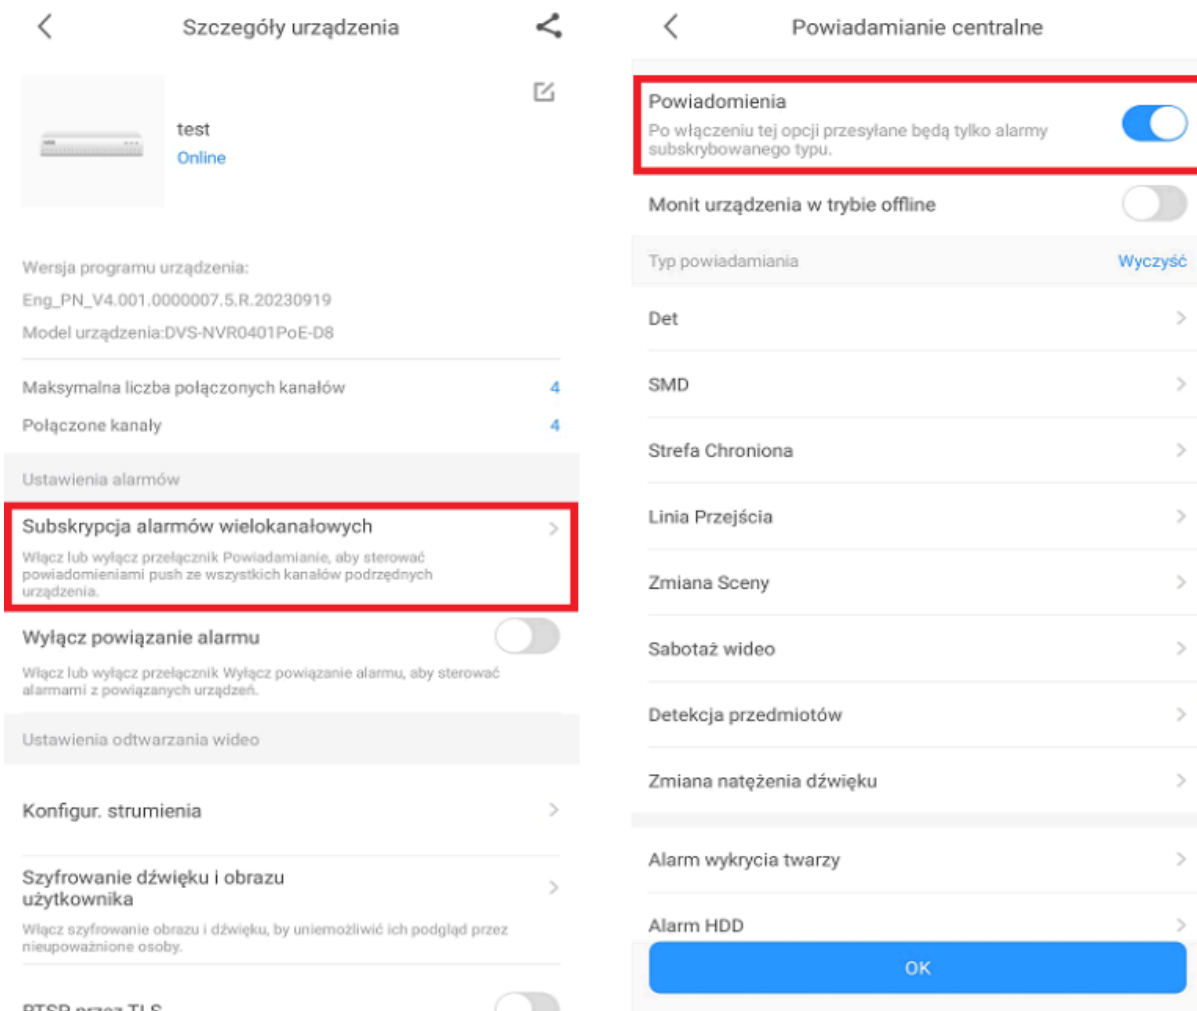 Szczegóły urządzenia
test
Online
Wersja programu urządzenia:
Eng_PN_V4.001.0000007.5.R.20230919
Model urządzenia:DVS-NVR0401PoE-D8
Maksymalna liczba połączonych kanałów 4
Połączone kanały 4
Ustawienia alarmów
Subskrypcja alarmów wielokanałowych
Włącz lub wyłącz przełącznik Powiadamianie, aby sterować
powiadomieniami push ze wszystkich kanałów podrzędnych
urządzenia.
Wyłącz powiązanie alarmu
Włącz lub wyłącz przełącznik Wyłącz powiązanie alarmu, aby sterować
alarmami z powiązanych urządzeń.
Ustawienia odtwarzania wideo
Konfigur. strumienia
Szyfrowanie dźwięku i obrazu
użytkownika
Włącz szyfrowanie obrazu i dźwięku, by uniemożliwić ich podgląd przez
nieupoważnione osoby.
RTSP przez TLS
Powiadamianie centralne
Powiadomienia
Po włączeniu tej opcji przesyłane będą tylko alarmy
subskrybowanego typu.
Monit urządzenia w trybie offline
Typ powiadamiania Wyczyść
Det
SMD
Strefa Chroniona
Linia Przejścia
Zmiana Sceny
Sabotaż wideo
Detekcja przedmiotów
Zmiana natężenia dźwięku
Alarm wykrycia twarzy
Alarm HDD
OK